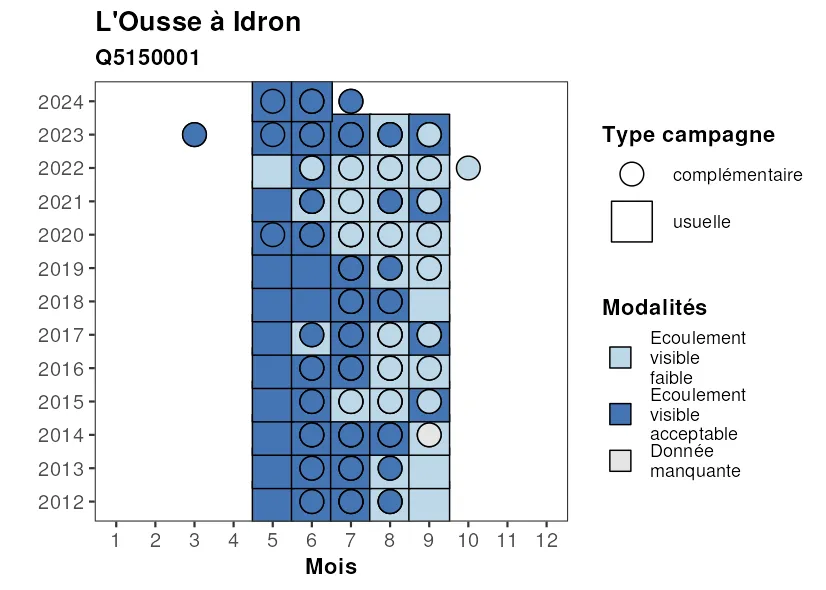 L'Ousse à Idron
Q5150001
2024
2023
2022
2021
2020
2019
2018
2017
2016
2015
2014
2013
2012
1 2 3 4 5 6 7 8 9 10 11 12
Mois
Type campagne
complémentaire
usuelle
Modalités
Ecoulement
visible
faible
Ecoulement
visible
acceptable
Donnée
manquante